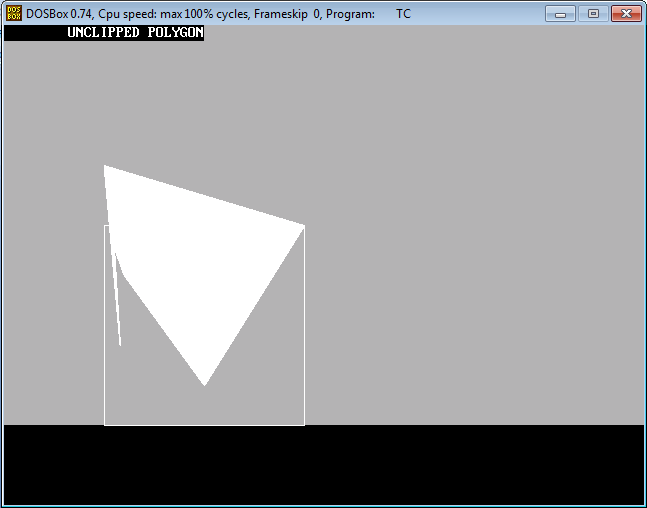 DOSBox 0.74, Cpu speed: max 100% cycles, Frameskip 0, Program: TC
UNCLIPPED POLYGON